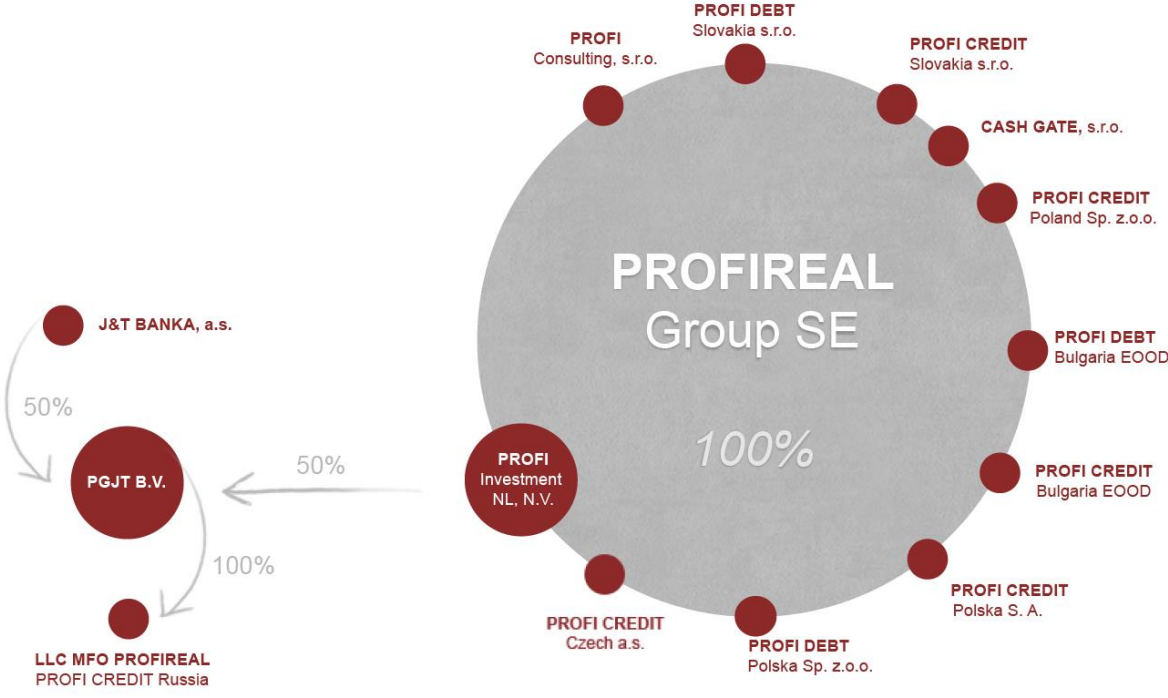 PROFI DEBT
Slovakia s.r.o.
PROFI
Consulting, s.r.o.
PROFI CREDIT
Slovakia s.r.o.
CASH GATE, s.r.o.
PROFI CREDIT
Poland Sp. z.o.o.
PROFIREAL
Group SE
J&T BANKA, a.s.
PROFI DEBT
Bulgaria EOOD
50%
100%
PROFI
Investment
NL, N.V.
50%
PGJT B.V.
PROFI CREDIT
Bulgaria EOOD
100%
PROFI CREDIT
Polska S. A.
PROFI CREDIT
Czech a.s.
PROFI DEBT
Polska Sp. z.o.o.
LLC MFO PROFIREAL
PROFI CREDIT Russia